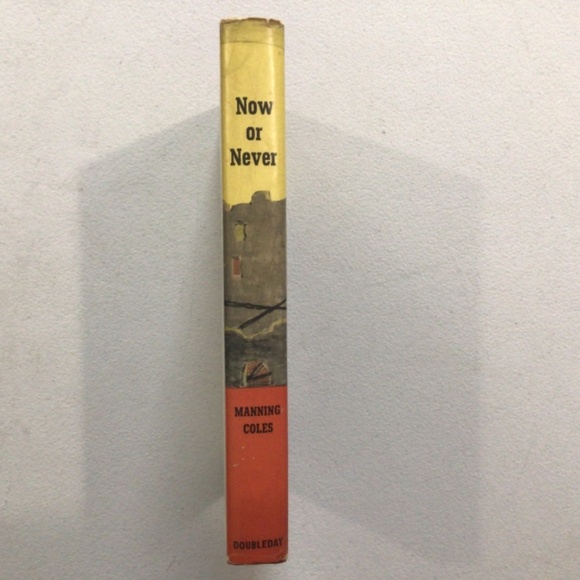 Now
or
Never
MANNING
COLES
DOUBLEDAY